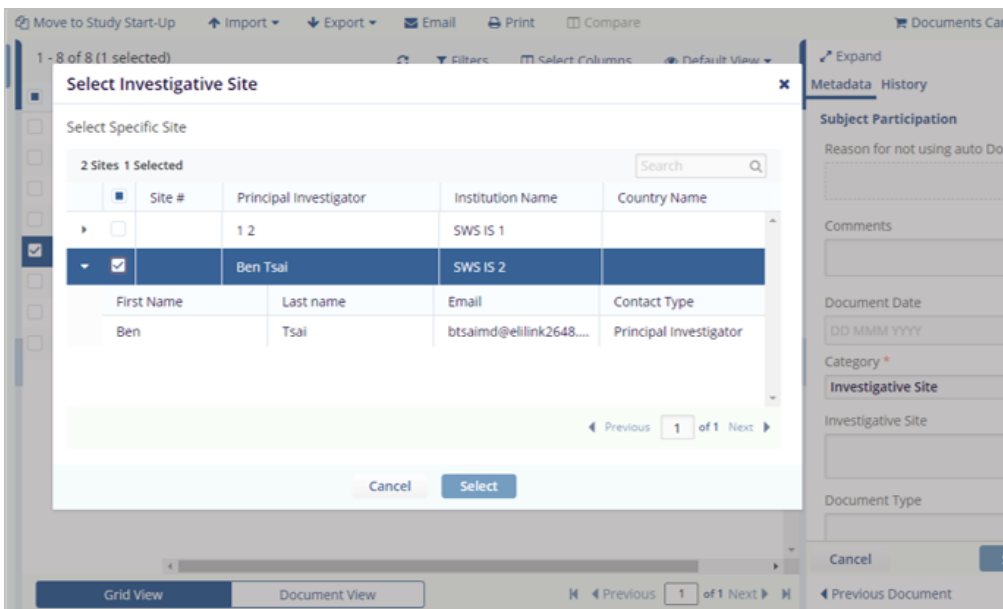 Move to Study Start-Up Import Export Email Print Compare Documents
1 - 8 of 8 (1 selected) Filters Select Columns Default View Expand
Select Investigative Site
Metadata History
Select Specific Site
Subject Participation
Reason for not using auto
2 Sites 1 Selected Search
Site # Principal Investigator Institution Name Country Name
1 2 SWS IS 1
Comments
Ben Tsai SWS IS 2
First Name Last name Email Contact Type
Document Date
Ben Tsai btsaimd@elilink2648.... Principal Investigator
DD MMM YYYY
Category *
Investigative Site
Previous 1 of 1 Next
Investigative Site
Cancel Select
Document Type
Cancel
Grid View Document View Previous 1 of 1 Next Previous Document